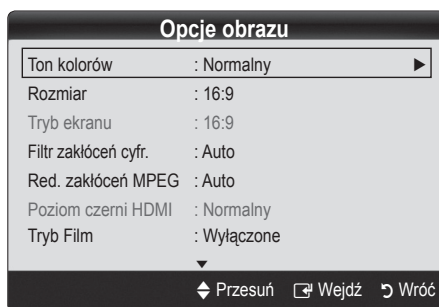 Opcje obrazu
Ton kolorów : Normalny ►
Rozmiar : 16:9
Tryb ekranu : 16:9
Filtr zakłóceń cyfr. : Auto
Red. zakłóceń MPEG : Auto
Poziom czerni HDMI : Normalny
Tryb Film : Wyłączone
▼
Przesuń Wejdź Wróć